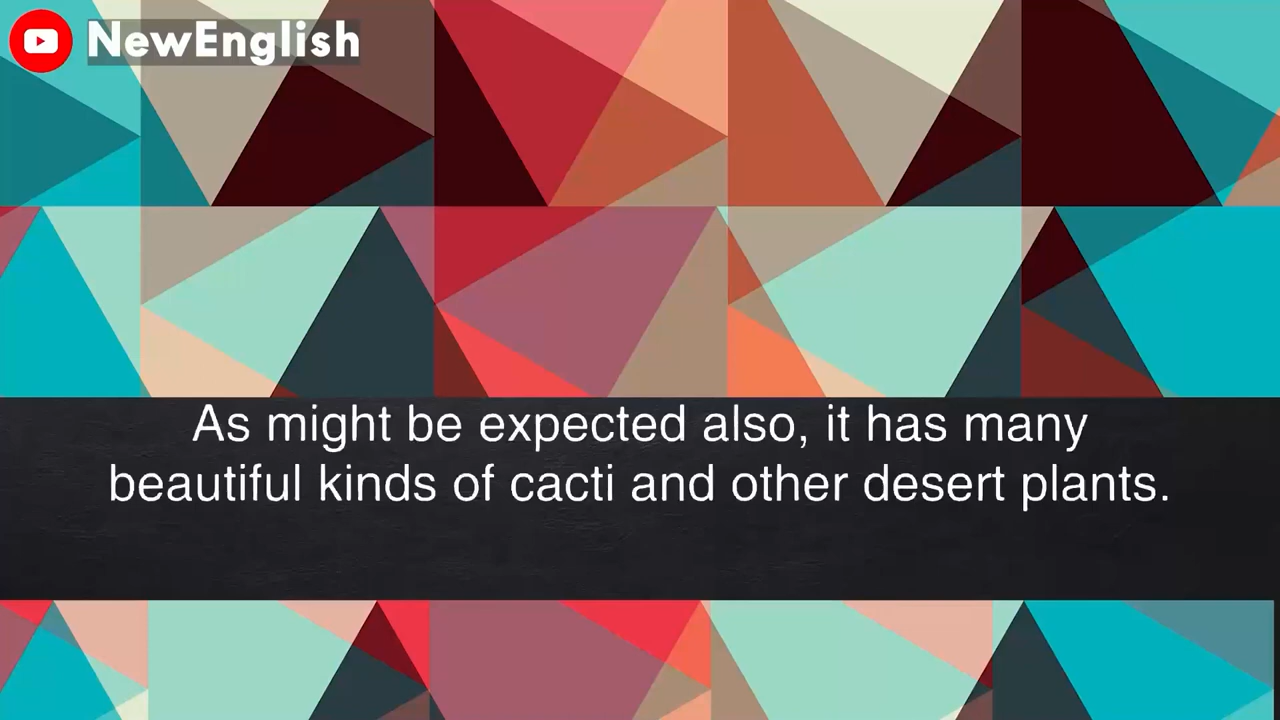 NewEnglish
As might be expected also, it has many
beautiful kinds of cacti and other desert plants.